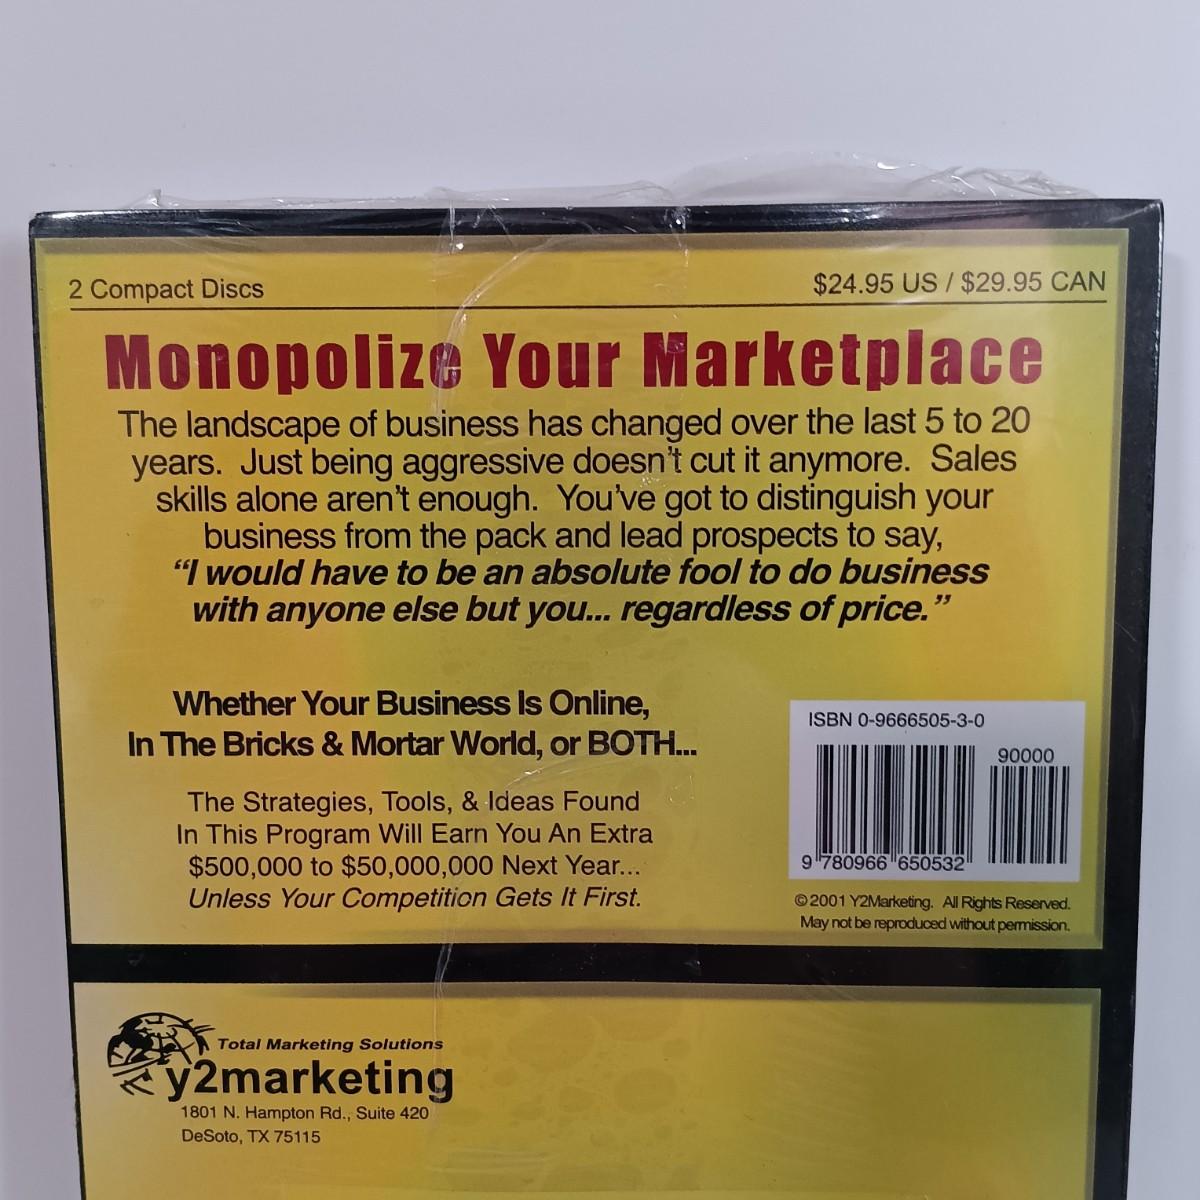 2 Compact Discs
$24.95 US / $29.95 CAN
Monopolize Your Marketplace
The landscape of business has changed over the last 5 to 20
years.  Just being aggressive doesn't cut it anymore.  Sales
skills alone aren't enough.  You've got to distinguish your
business from the pack and lead prospects to say,
“I would have to be an absolute fool to do business
with anyone else but you... regardless of price.”
Whether Your Business Is Online,
In The Bricks & Mortar World, or BOTH...
The Strategies, Tools, & Ideas Found
In This Program Will Earn You An Extra
$500,000 to $50,000,000 Next Year...
Unless Your Competition Gets It First.
ISBN 0-9666505-3-0
90000
9 780966 650532
©2001 Y2Marketing.  All Rights Reserved.
May not be reproduced without permission.
Total Marketing Solutions
y2marketing
1801 N. Hampton Rd., Suite 420
DeSoto, TX 75115